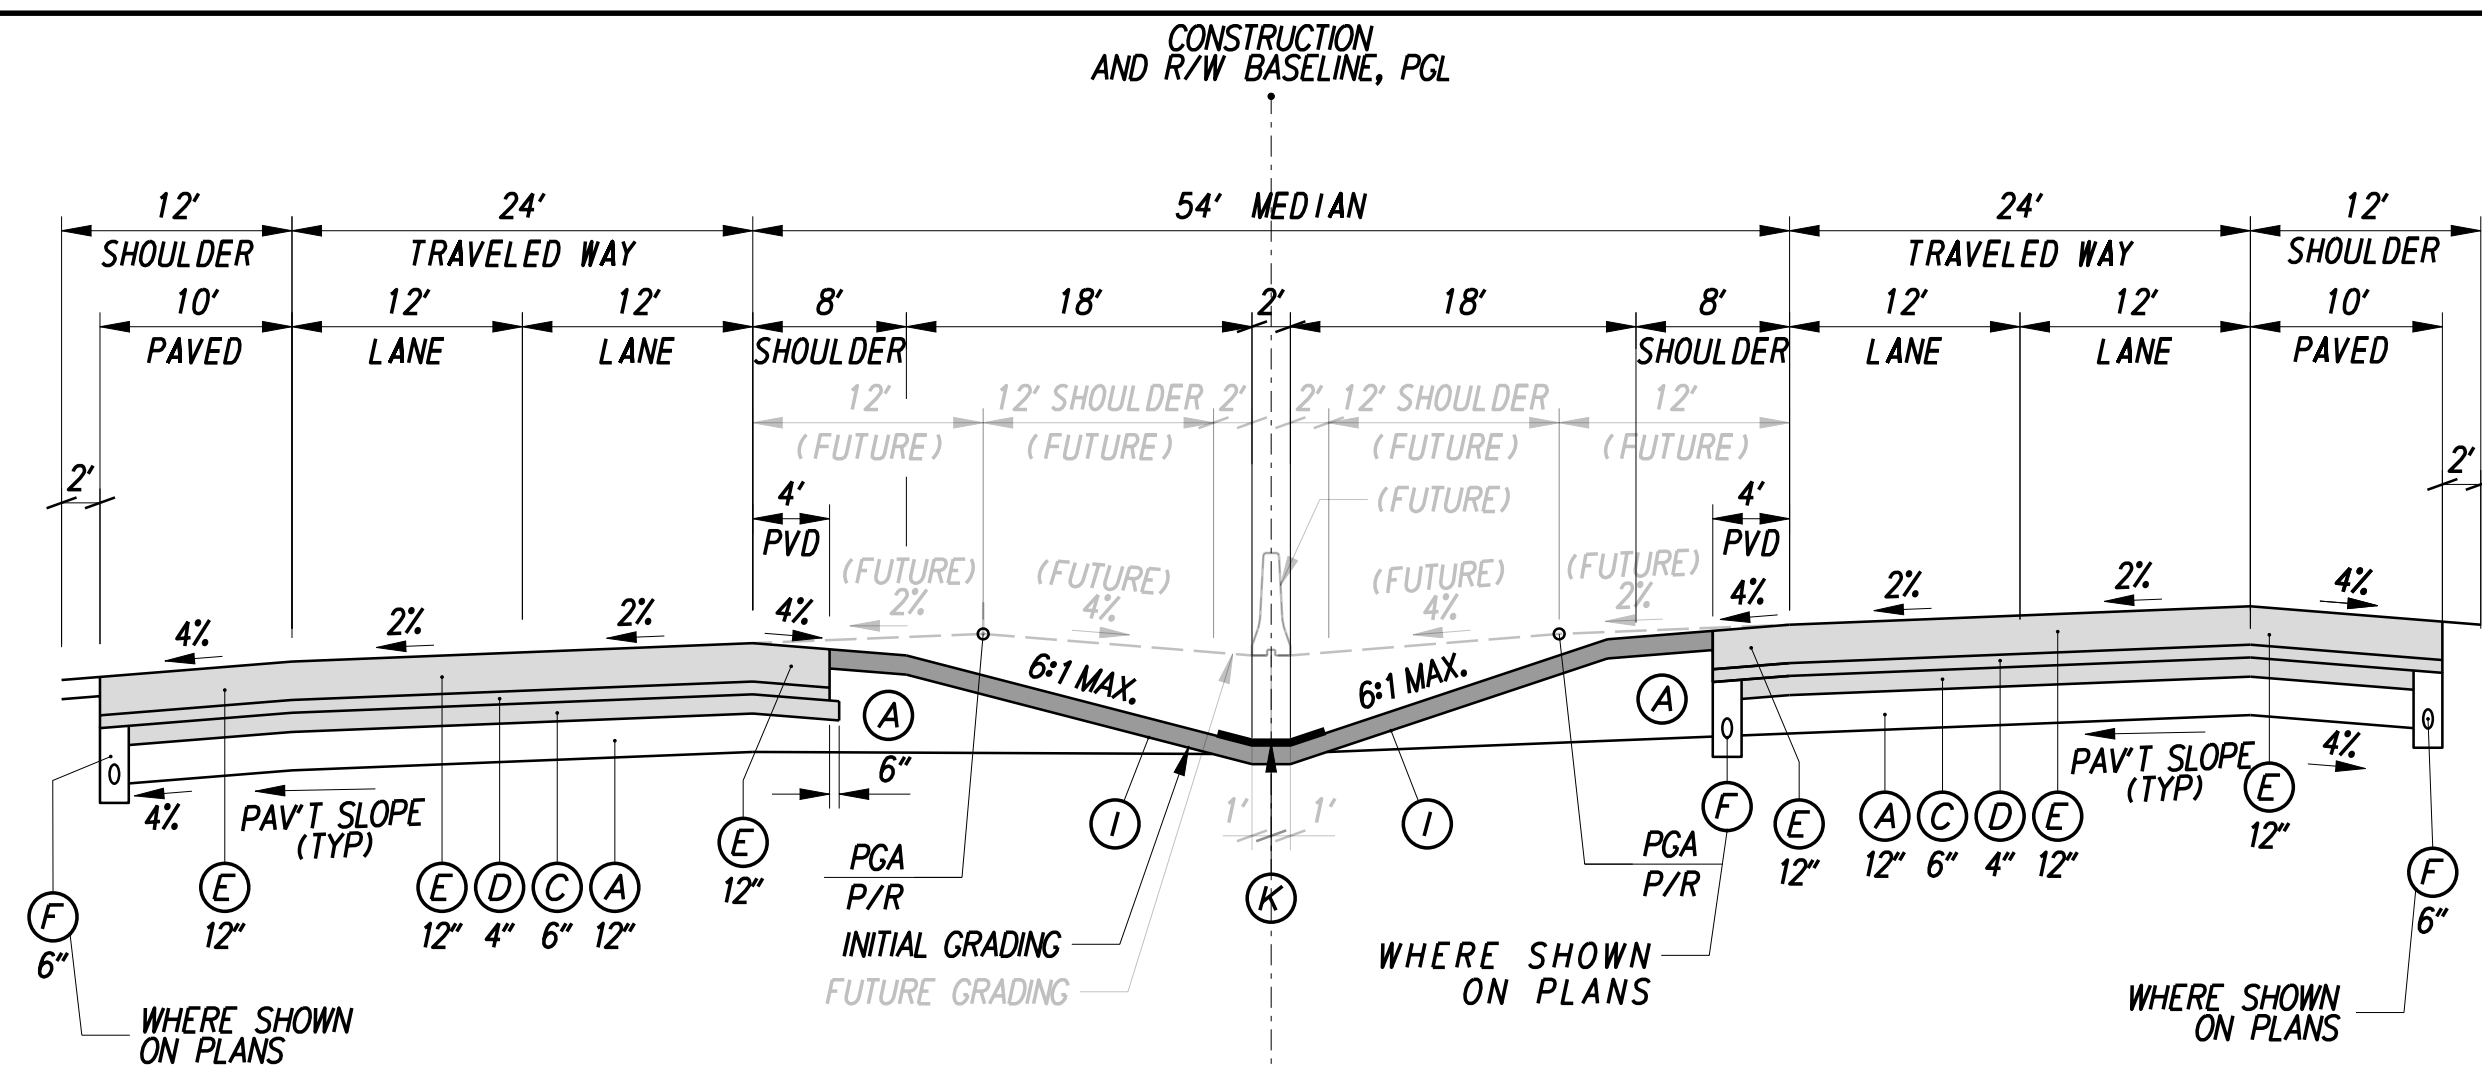 CONSTRUCTION
AND R/W BASELINE, PGL
12' 24' 54' MEDIAN 24' 12'
SHOULDER TRAVELED WAY TRAVELED WAY SHOULDER
10' 12' 12' 8' 18' 2' 18' 8' 12' 12' 10'
PAVED LANE LANE SHOULDER SHOULDER LANE LANE PAVED
12' 12' SHOULDER 2' 2' 12' SHOULDER 12'
(FUTURE) (FUTURE) (FUTURE) (FUTURE)
2' 4' (FUTURE) 4' 2'
PVD PVD
(FUTURE) (FUTURE) (FUTURE) (FUTURE)
4% 2% 2% 4% 2% 4% 4% 2% 4% 2% 2% 4%
6:1 MAX. 6:1 MAX.
A A
6"
4% PAV'T SLOPE PAV'T SLOPE 4%
(TYP) (TYP)
1' 1'
I I
F E E D C A E K F E A C D E E F
6" 12" 12" 4" 6" 12" 12" 12" 12" 6" 4" 12" 12" 6"
PGA PGA
P/R P/R
INITIAL GRADING
FUTURE GRADING
WHERE SHOWN
ON PLANS
WHERE SHOWN
ON PLANS
WHERE SHOWN
ON PLANS